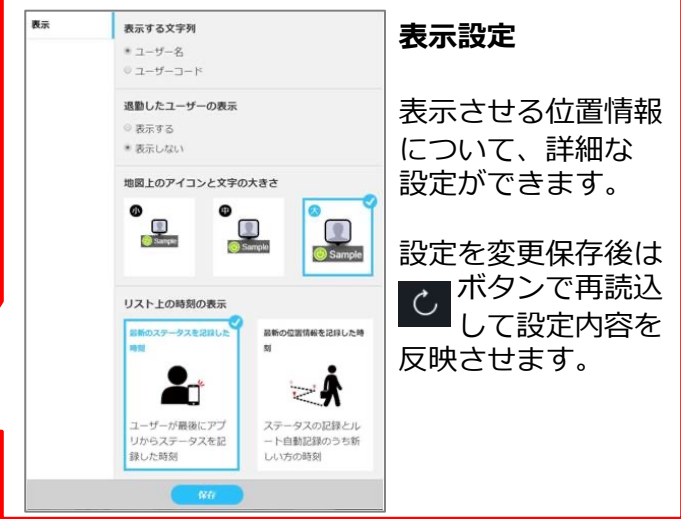 表示
表示する文字列
ユーザー名
ユーザーコード
退勤したユーザーの表示
表示する
表示しない
地図上のアイコンと文字の大きさ
小
Sample
中
Sample
大
Sample
リスト上の時刻の表示
最新のステータスを記録した
時刻
ユーザーが最後にアプ
リからステータスを記
録した時刻
最新の位置情報を記録した時
刻
ステータスの記録とル
ート自動記録のうち新
しい方の時刻
保存
表示設定
表示させる位置情報
について、詳細な
設定ができます。
設定を変更保存後は
ボタンで再読込
して設定内容を
反映させます。